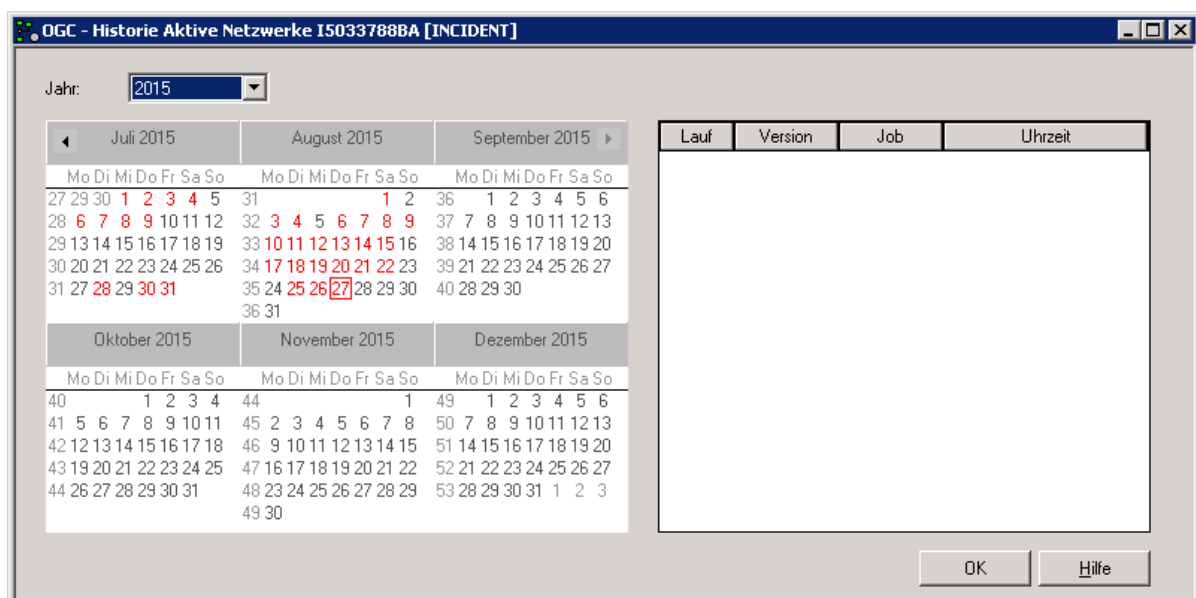 OGC - Historie Aktive Netzwerke I5033788BA [INCIDENT]
Jahr: 2015
Juli 2015 August 2015 September 2015
Mo Di Mi Do Fr Sa So Mo Di Mi Do Fr Sa So Mo Di Mi Do Fr Sa So
27 29 30 1 2 3 4 5 31 1 2 36 1 2 3 4 5 6
28 6 7 8 9 10 11 12 32 3 4 5 6 7 8 9 37 7 8 9 10 11 12 13
29 13 14 15 16 17 18 19 33 10 11 12 13 14 15 16 38 14 15 16 17 18 19 20
30 20 21 22 23 24 25 26 34 17 18 19 20 21 22 23 39 21 22 23 24 25 26 27
31 27 28 29 30 31 35 24 25 26 27 28 29 30 40 28 29 30
36 31
Oktober 2015 November 2015 Dezember 2015
Mo Di Mi Do Fr Sa So Mo Di Mi Do Fr Sa So Mo Di Mi Do Fr Sa So
40 1 2 3 4 44 1 49 1 2 3 4 5 6
41 5 6 7 8 9 10 11 45 2 3 4 5 6 7 8 50 7 8 9 10 11 12 13
42 12 13 14 15 16 17 18 46 9 10 11 12 13 14 15 51 14 15 16 17 18 19 20
43 19 20 21 22 23 24 25 47 16 17 18 19 20 21 22 52 21 22 23 24 25 26 27
44 26 27 28 29 30 31 48 23 24 25 26 27 28 29 53 28 29 30 31 1 2 3
49 30
Lauf Version Job Uhrzeit
OK Hilfe